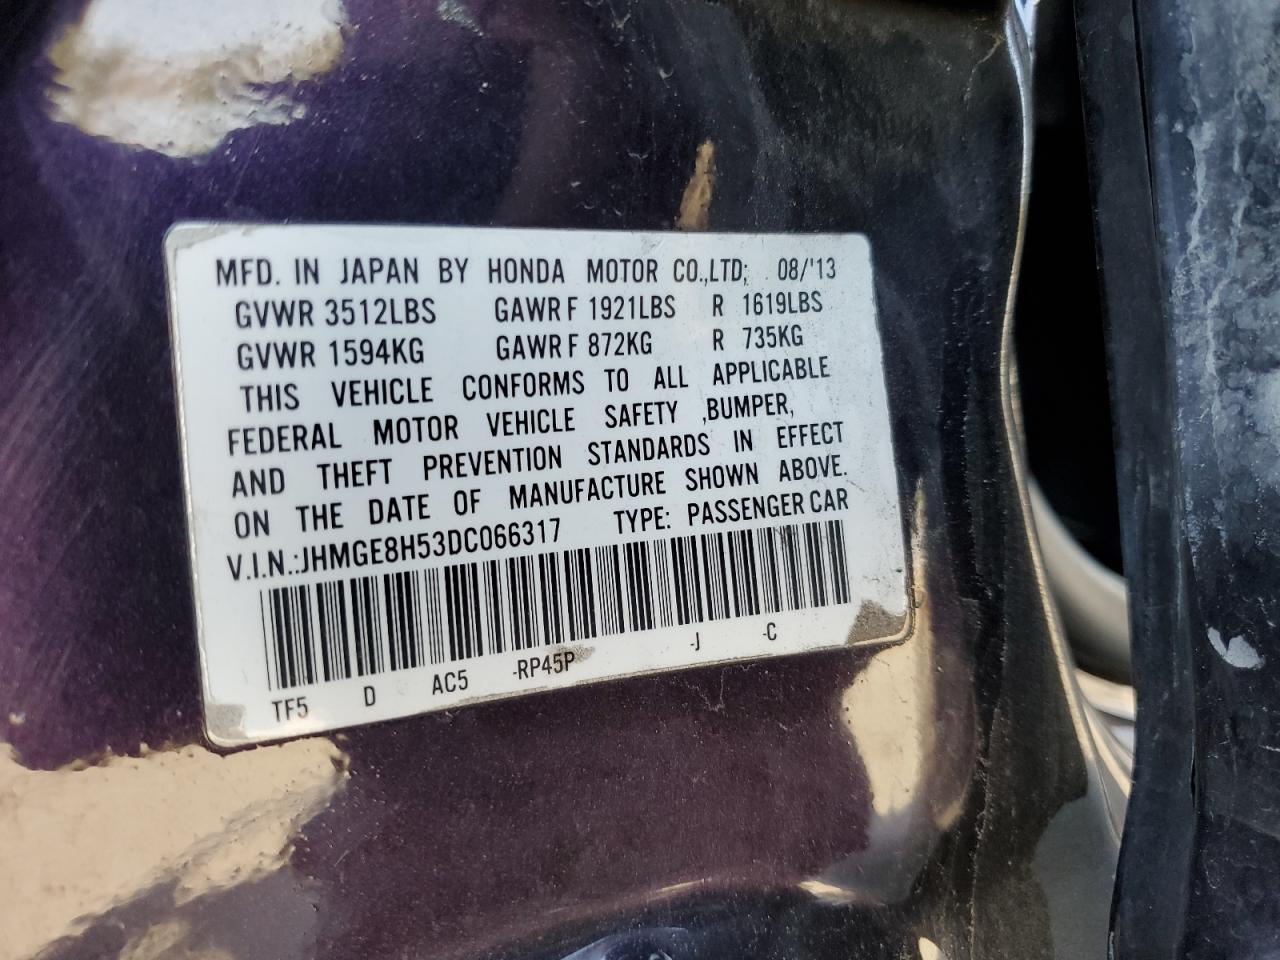 MFD. IN JAPAN BY HONDA MOTOR CO.,LTD; 08/'13
GVWR 3512LBS GAWR F 1921LBS R 1619LBS
GVWR 1594KG GAWR F 872KG R 735KG
THIS VEHICLE CONFORMS TO ALL APPLICABLE
FEDERAL MOTOR VEHICLE SAFETY ,BUMPER,
AND THEFT PREVENTION STANDARDS IN EFFECT
ON THE DATE OF MANUFACTURE SHOWN ABOVE.
V.I.N.:JHMGE8H53DC066317 TYPE: PASSENGER CAR
TF5 D AC5 -RP45P -J -C